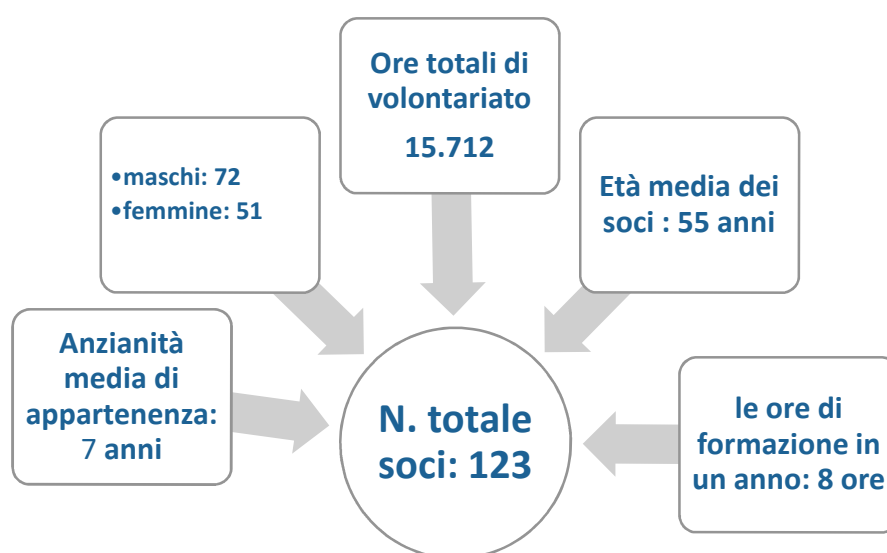 Ore totali di
volontariato
15.712
•maschi: 72
•femmine: 51
Età media dei
soci : 55 anni
Anzianità
media di
appartenenza:
7 anni
N. totale
soci: 123
le ore di
formazione in
un anno: 8 ore